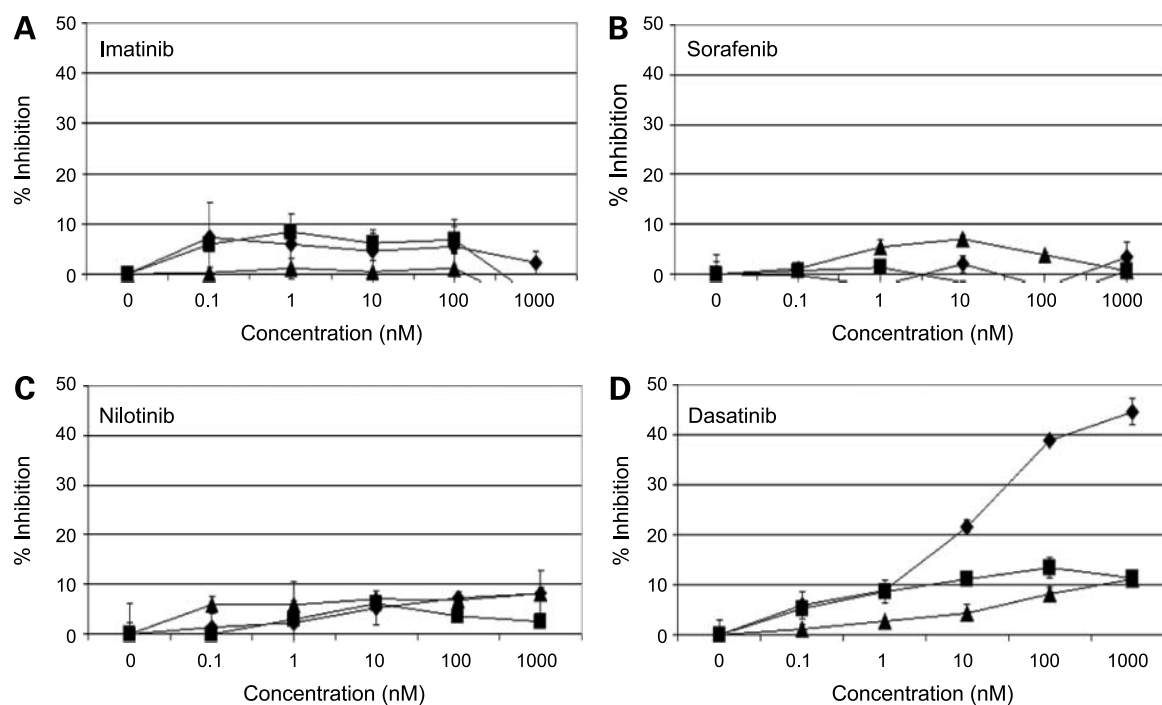 A
Imatinib
% Inhibition
50
40
30
20
10
0
0 0.1 1 10 100 1000
Concentration (nM)
B
Sorafenib
% Inhibition
50
40
30
20
10
0
0 0.1 1 10 100 1000
Concentration (nM)
C
Nilotinib
% Inhibition
50
40
30
20
10
0
0 0.1 1 10 100 1000
Concentration (nM)
D
Dasatinib
% Inhibition
50
40
30
20
10
0
0 0.1 1 10 100 1000
Concentration (nM)